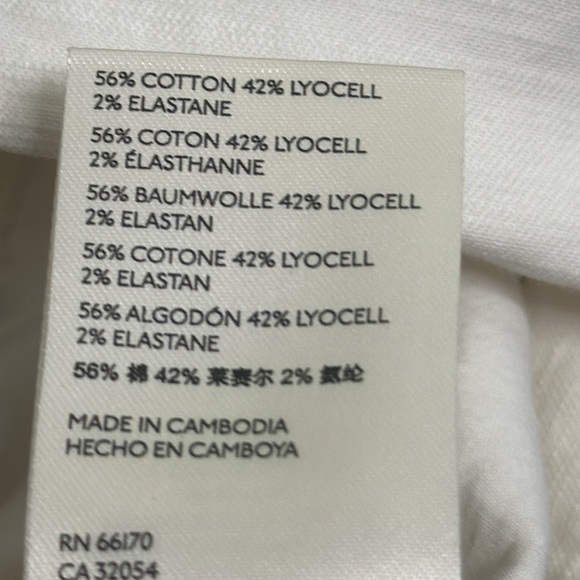 56% COTTON 42% LYOCELL
2% ELASTANE
56% COTON 42% LYOCELL
2% ÉLASTHANNE
56% BAUMWOLLE 42% LYOCELL
2% ELASTAN
56% COTONE 42% LYOCELL
2% ELASTAN
56% ALGODÓN 42% LYOCELL
2% ELASTANE
56% 棉 42% 莱赛尔 2% 氨纶
MADE IN CAMBODIA
HECHO EN CAMBOYA
RN 66170
CA 32054